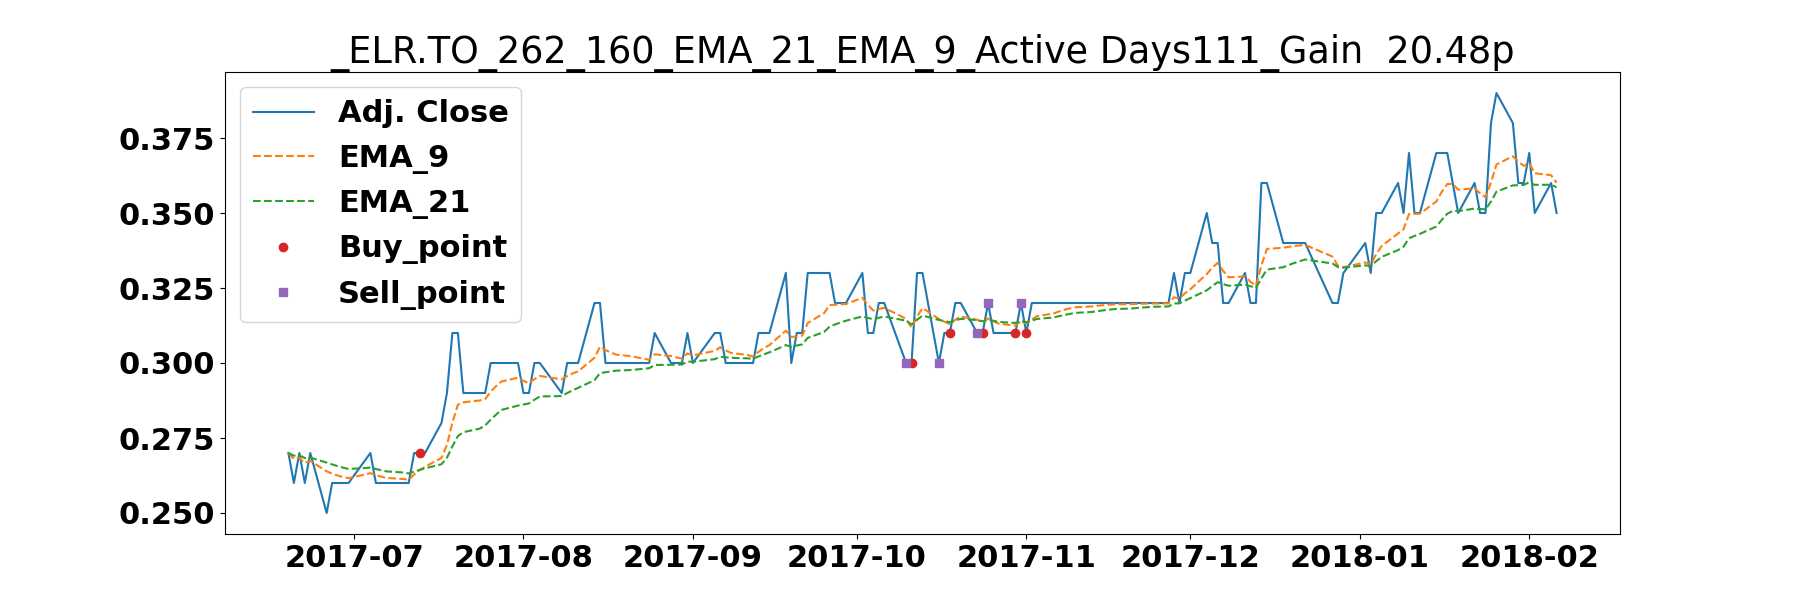 _ELR.TO_262_160_EMA_21_EMA_9_Active Days111_Gain  20.48p
Adj. Close
EMA_9
EMA_21
Buy_point
Sell_point
0.375
0.350
0.325
0.300
0.275
0.250
2017-07 2017-08 2017-09 2017-10 2017-11 2017-12 2018-01 2018-02